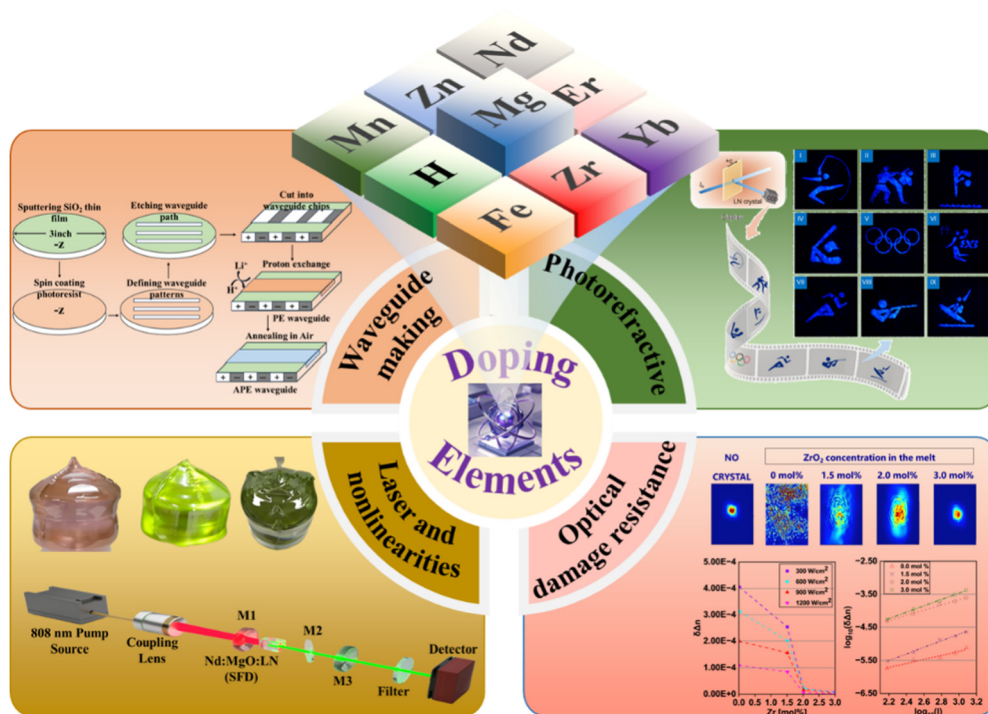 Nd
Zn
Er
Mn
Mg
Yb
H
Zr
Fe
Doping
Elements
Waveguide
making
Photorefractive
Laser and
nonlinearities
Optical
damage resistance
Sputtering SiO₂ thin
film
3inch
-Z
Spin coating
photoresist
-Z
Etching waveguide
path
Defining waveguide
patterns
Cut into
waveguide chips
+ − + − +
Proton exchange
Li⁺
H⁺
+ − + − +
PE waveguide
Annealing in Air
+ − + − +
APE waveguide
LN crystal
I
II
III
IV
V
VI
VII
VIII
IX
808 nm Pump
Source
Coupling
Lens
M1
Nd:MgO:LN
(SFD)
M2
M3
Filter
Detector
NO
CRYSTAL
ZrO₂ concentration in the melt
0 mol%
1.5 mol%
2.0 mol%
3.0 mol%
5.00E-4
4.00E-4
3.00E-4
2.00E-4
1.00E-4
0.00E+0
δΔn
300 W/cm²
600 W/cm²
900 W/cm²
1200 W/cm²
0.0 0.5 1.0 1.5 2.0 2.5 3.0
Zr [mol%]
−2.50
−3.50
−4.50
−5.50
−6.50
log₁₀(δΔn)
0.0 mol %
1.5 mol %
2.0 mol %
3.0 mol %
2.2 2.4 2.6 2.8 3.0 3.2
log₁₀(I)